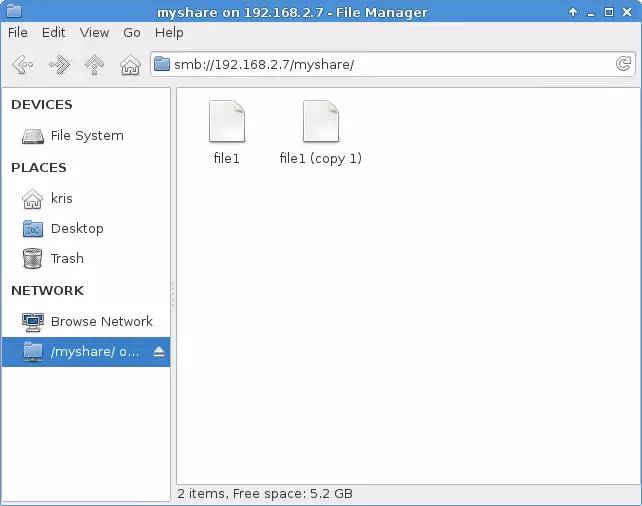 myshare on 192.168.2.7 - File Manager
File Edit View Go Help
smb://192.168.2.7/myshare/
DEVICES
File System
PLACES
kris
Desktop
Trash
NETWORK
Browse Network
/myshare/ o...
file1
file1 (copy 1)
2 items, Free space: 5.2 GB